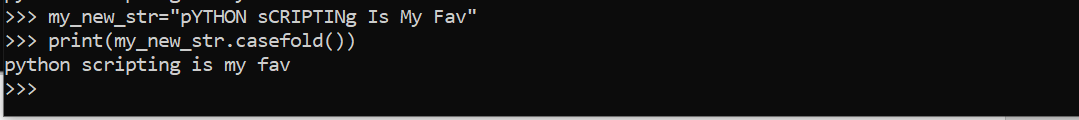 >>> my_new_str="pYTHON sCRIPTINg Is My Fav"
>>> print(my_new_str.casefold())
python scripting is my fav
>>>